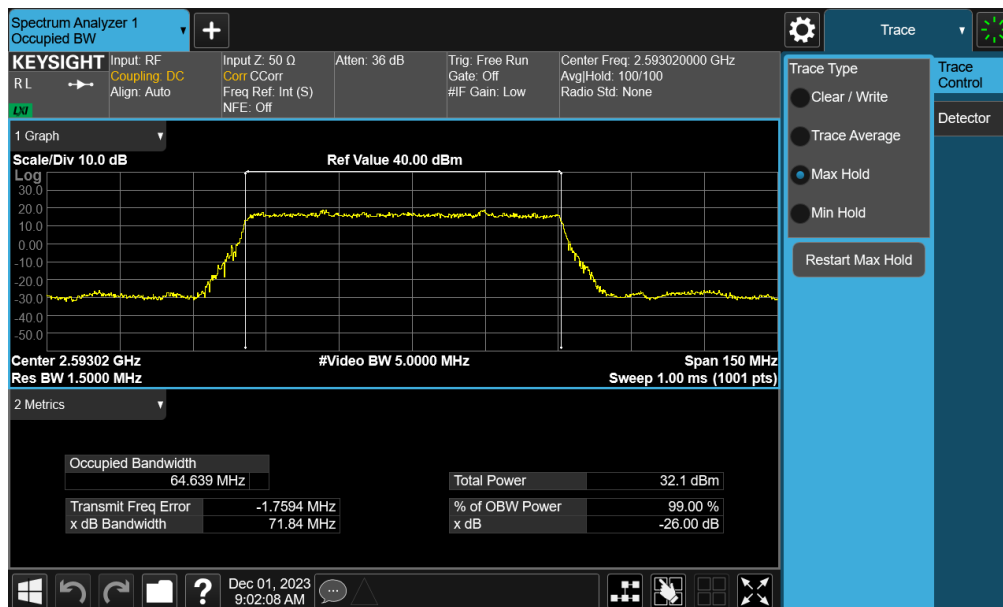 Spectrum Analyzer 1
Occupied BW
+
Trace
KEYSIGHT
R L
LXI
Input: RF
Coupling: DC
Align: Auto
Input Z: 50 Ω
Corr CCorr
Freq Ref: Int (S)
NFE: Off
Atten: 36 dB
Trig: Free Run
Gate: Off
#IF Gain: Low
Center Freq: 2.593020000 GHz
Avg|Hold: 100/100
Radio Std: None
Trace Type
Clear / Write
Trace Average
Max Hold
Min Hold
Restart Max Hold
Trace
Control
Detector
1 Graph
Scale/Div 10.0 dB
Ref Value 40.00 dBm
Log
30.0
20.0
10.0
0.00
-10.0
-20.0
-30.0
-40.0
-50.0
Center 2.59302 GHz
#Video BW 5.0000 MHz
Span 150 MHz
Res BW 1.5000 MHz
Sweep 1.00 ms (1001 pts)
2 Metrics
Occupied Bandwidth
64.639 MHz
Total Power 32.1 dBm
Transmit Freq Error -1.7594 MHz
% of OBW Power 99.00 %
x dB Bandwidth 71.84 MHz
x dB -26.00 dB
?
Dec 01, 2023
9:02:08 AM